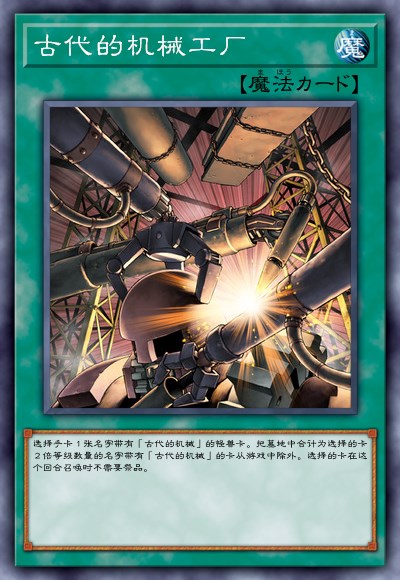 古代的机械工厂
魔
【魔法カード】
まほう
选择手卡１张名字带有「古代的机械」的怪兽卡。把墓地中合计为选择的卡
２倍等级数量的名字带有「古代的机械」的卡从游戏中除外。选择的卡在这
个回合召唤时不需要祭品。